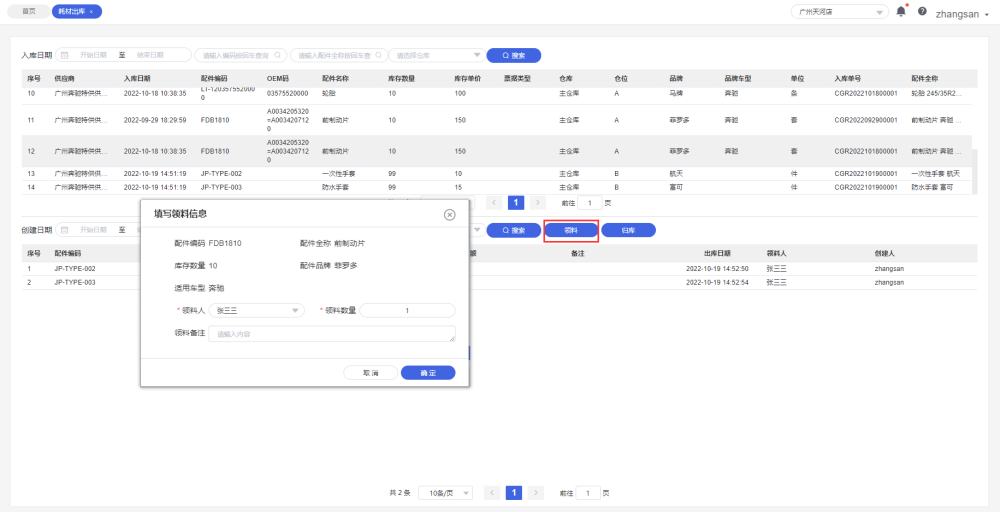 首页 耗材出库 × 广州天河店 zhangsan
入库日期 开始日期 至 结束日期 请输入编码按回车查询 请输入配件全称按回车查 请选择仓库 搜索
序号 供应商 入库日期 配件编码 OEM码 配件名称 库存数量 库存单价 票据类型 仓库 仓位 品牌 品牌车型 单位 入库单号 配件全称
10 广州奔驰特供供... 2022-10-18 10:38:35 LT-1203575520000 03575520000 轮胎 10 100 主仓库 A 马牌 奔驰 条 CGR2022101800001 轮胎 245/35R2...
11 广州奔驰特供供... 2022-09-29 18:29:59 FDB1810 A0034205320=A0034207120 前制动片 10 150 主仓库 A 菲罗多 奔驰 套 CGR2022092900001 前制动片 奔驰 ...
12 广州奔驰特供供... 2022-10-18 10:38:35 FDB1810 A0034205320=A0034207120 前制动片 10 150 主仓库 A 菲罗多 奔驰 套 CGR2022101800001 前制动片 奔驰 ...
13 广州奔驰特供供... 2022-10-19 14:51:19 JP-TYPE-002 一次性手套 99 10 主仓库 B 航天 件 CGR2022101900001 一次性手套 航天
14 广州奔驰特供供... 2022-10-19 14:51:19 JP-TYPE-003 防水手套 99 15 主仓库 B 富可 件 CGR2022101900001 防水手套 富可
< 1 > 前往 1 页
创建日期 开始日期 至 搜索 领料 归库
序号 配件编码 备注 出库日期 领料人 创建人
1 JP-TYPE-002 2022-10-19 14:52:50 张三三 zhangsan
2 JP-TYPE-003 2022-10-19 14:52:54 张三三 zhangsan
填写领料信息
配件编码 FDB1810 配件全称 前制动片
库存数量 10 配件品牌 菲罗多
适用车型 奔驰
* 领料人 张三三 * 领料数量 1
领料备注 请输入内容
取 消 确 定
共 2 条 10条/页 < 1 > 前往 1 页